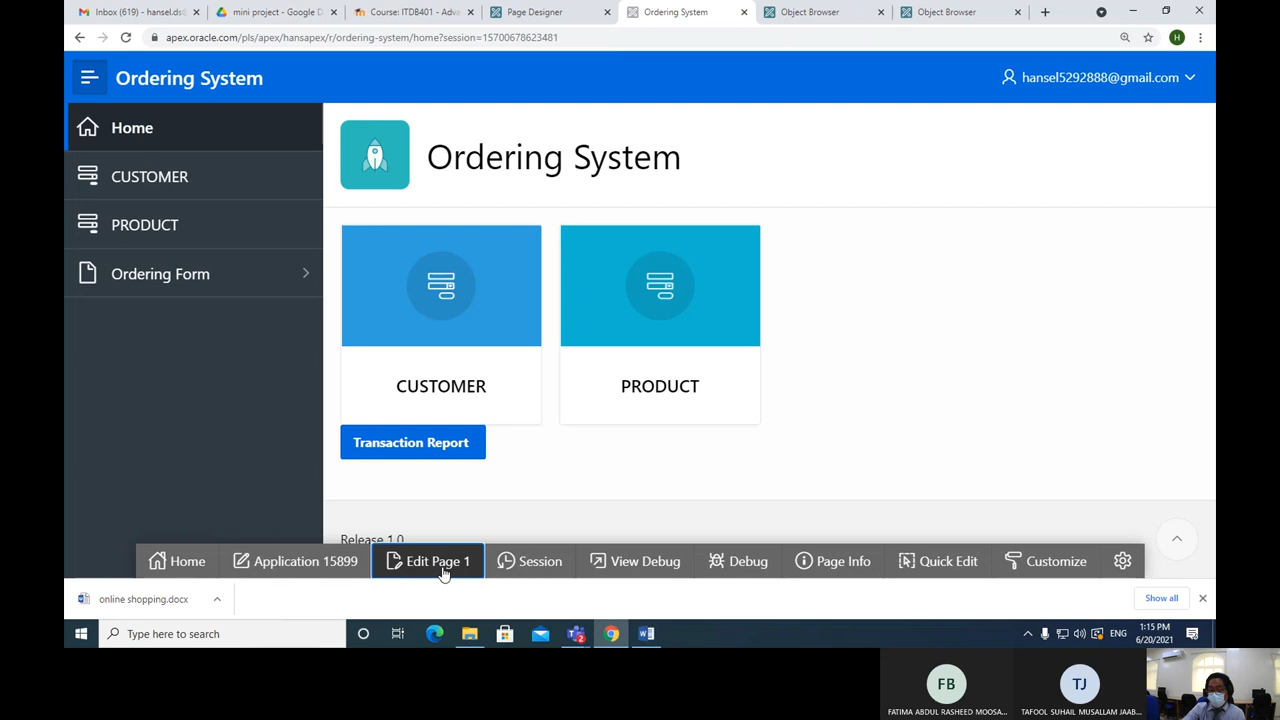 Inbox (619) - hansel.ds@
mini project - Google D
Course: ITDB401 - Adva
Page Designer
Ordering System
Object Browser
Object Browser
apex.oracle.com/pls/apex/hansapex/r/ordering-system/home?session=15700678623481
H
Ordering System
hansel5292888@gmail.com
Home
CUSTOMER
PRODUCT
Ordering Form
Ordering System
CUSTOMER
PRODUCT
Transaction Report
Release 1.0
Home
Application 15899
Edit Page 1
Session
View Debug
Debug
Page Info
Quick Edit
Customize
online shopping.docx
Show all
Type here to search
2
ENG
1:15 PM
6/20/2021
FB
TJ
FATIMA ABDUL RASHEED MOOSA...
TAFOOL SUHAIL MUSALLAM JAAB...